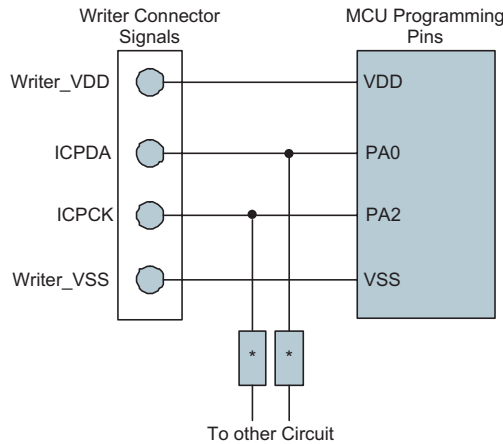 Writer Connector
Signals
MCU Programming
Pins
Writer_VDD
VDD
ICPDA
PA0
ICPCK
PA2
Writer_VSS
VSS
*
*
To other Circuit